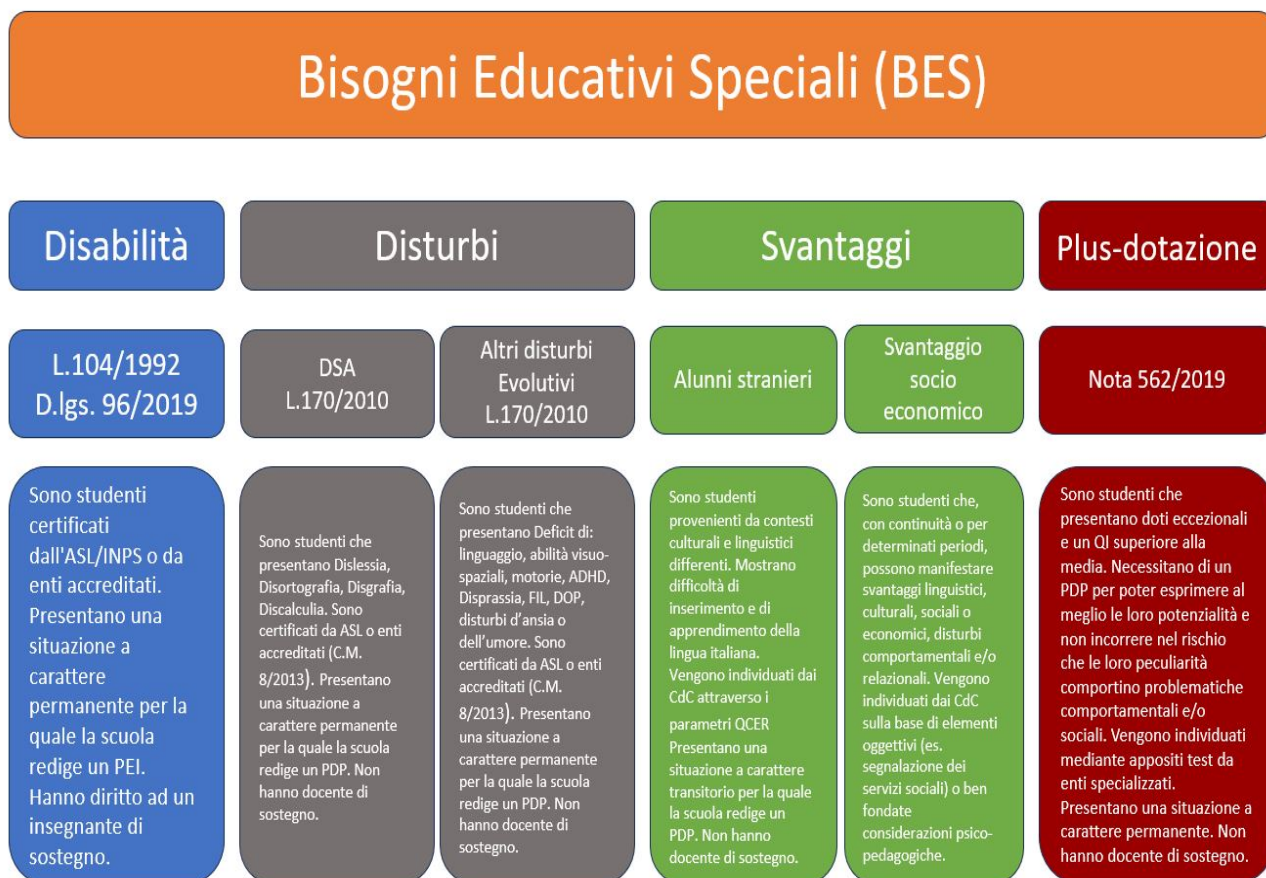 Bisogni Educativi Speciali (BES)
Disabilità
Disturbi
Svantaggi
Plus-dotazione
L.104/1992
D.lgs. 96/2019
DSA
L.170/2010
Altri disturbi
Evolutivi
L.170/2010
Alunni stranieri
Svantaggio
socio
economico
Nota 562/2019
Sono studenti
certificati
dall'ASL/INPS o da
enti accreditati.
Presentano una
situazione a
carattere
permanente per la
quale la scuola
redige un PEI.
Hanno diritto ad un
insegnante di
sostegno.
Sono studenti che
presentano Dislessia,
Disortografia, Disgrafia,
Discalculia. Sono
certificati da ASL o enti
accreditati (C.M.
8/2013). Presentano
una situazione a
carattere permanente
per la quale la scuola
redige un PDP. Non
hanno docente di
sostegno.
Sono studenti che
presentano Deficit di:
linguaggio, abilità visuo-
spaziali, motorie, ADHD,
Disprassia, FIL, DOP,
disturbi d'ansia o
dell'umore. Sono
certificati da ASL o enti
accreditati (C.M.
8/2013). Presentano
una situazione a
carattere permanente
per la quale la scuola
redige un PDP. Non
hanno docente di
sostegno.
Sono studenti
provenienti da contesti
culturali e linguistici
differenti. Mostrano
difficoltà di
inserimento e di
apprendimento della
lingua italiana.
Vengono individuati dai
CdC attraverso i
parametri QCER
Presentano una
situazione a carattere
transitorio per la quale
la scuola redige un
PDP. Non hanno
docente di sostegno.
Sono studenti che,
con continuità o per
determinati periodi,
possono manifestare
svantaggi linguistici,
culturali, sociali o
economici, disturbi
comportamentali e/o
relazionali. Vengono
individuati dai CdC
sulla base di elementi
oggettivi (es.
segnalazione dei
servizi sociali) o ben
fondate
considerazioni psico-
pedagogiche.
Sono studenti che
presentano doti eccezionali
e un QI superiore alla
media. Necessitano di un
PDP per poter esprimere al
meglio le loro potenzialità e
non incorrere nel rischio
che le loro peculiarità
comportino problematiche
comportamentali e/o
sociali. Vengono individuati
mediante appositi test da
enti specializzati.
Presentano una situazione a
carattere permanente. Non
hanno docente di sostegno.